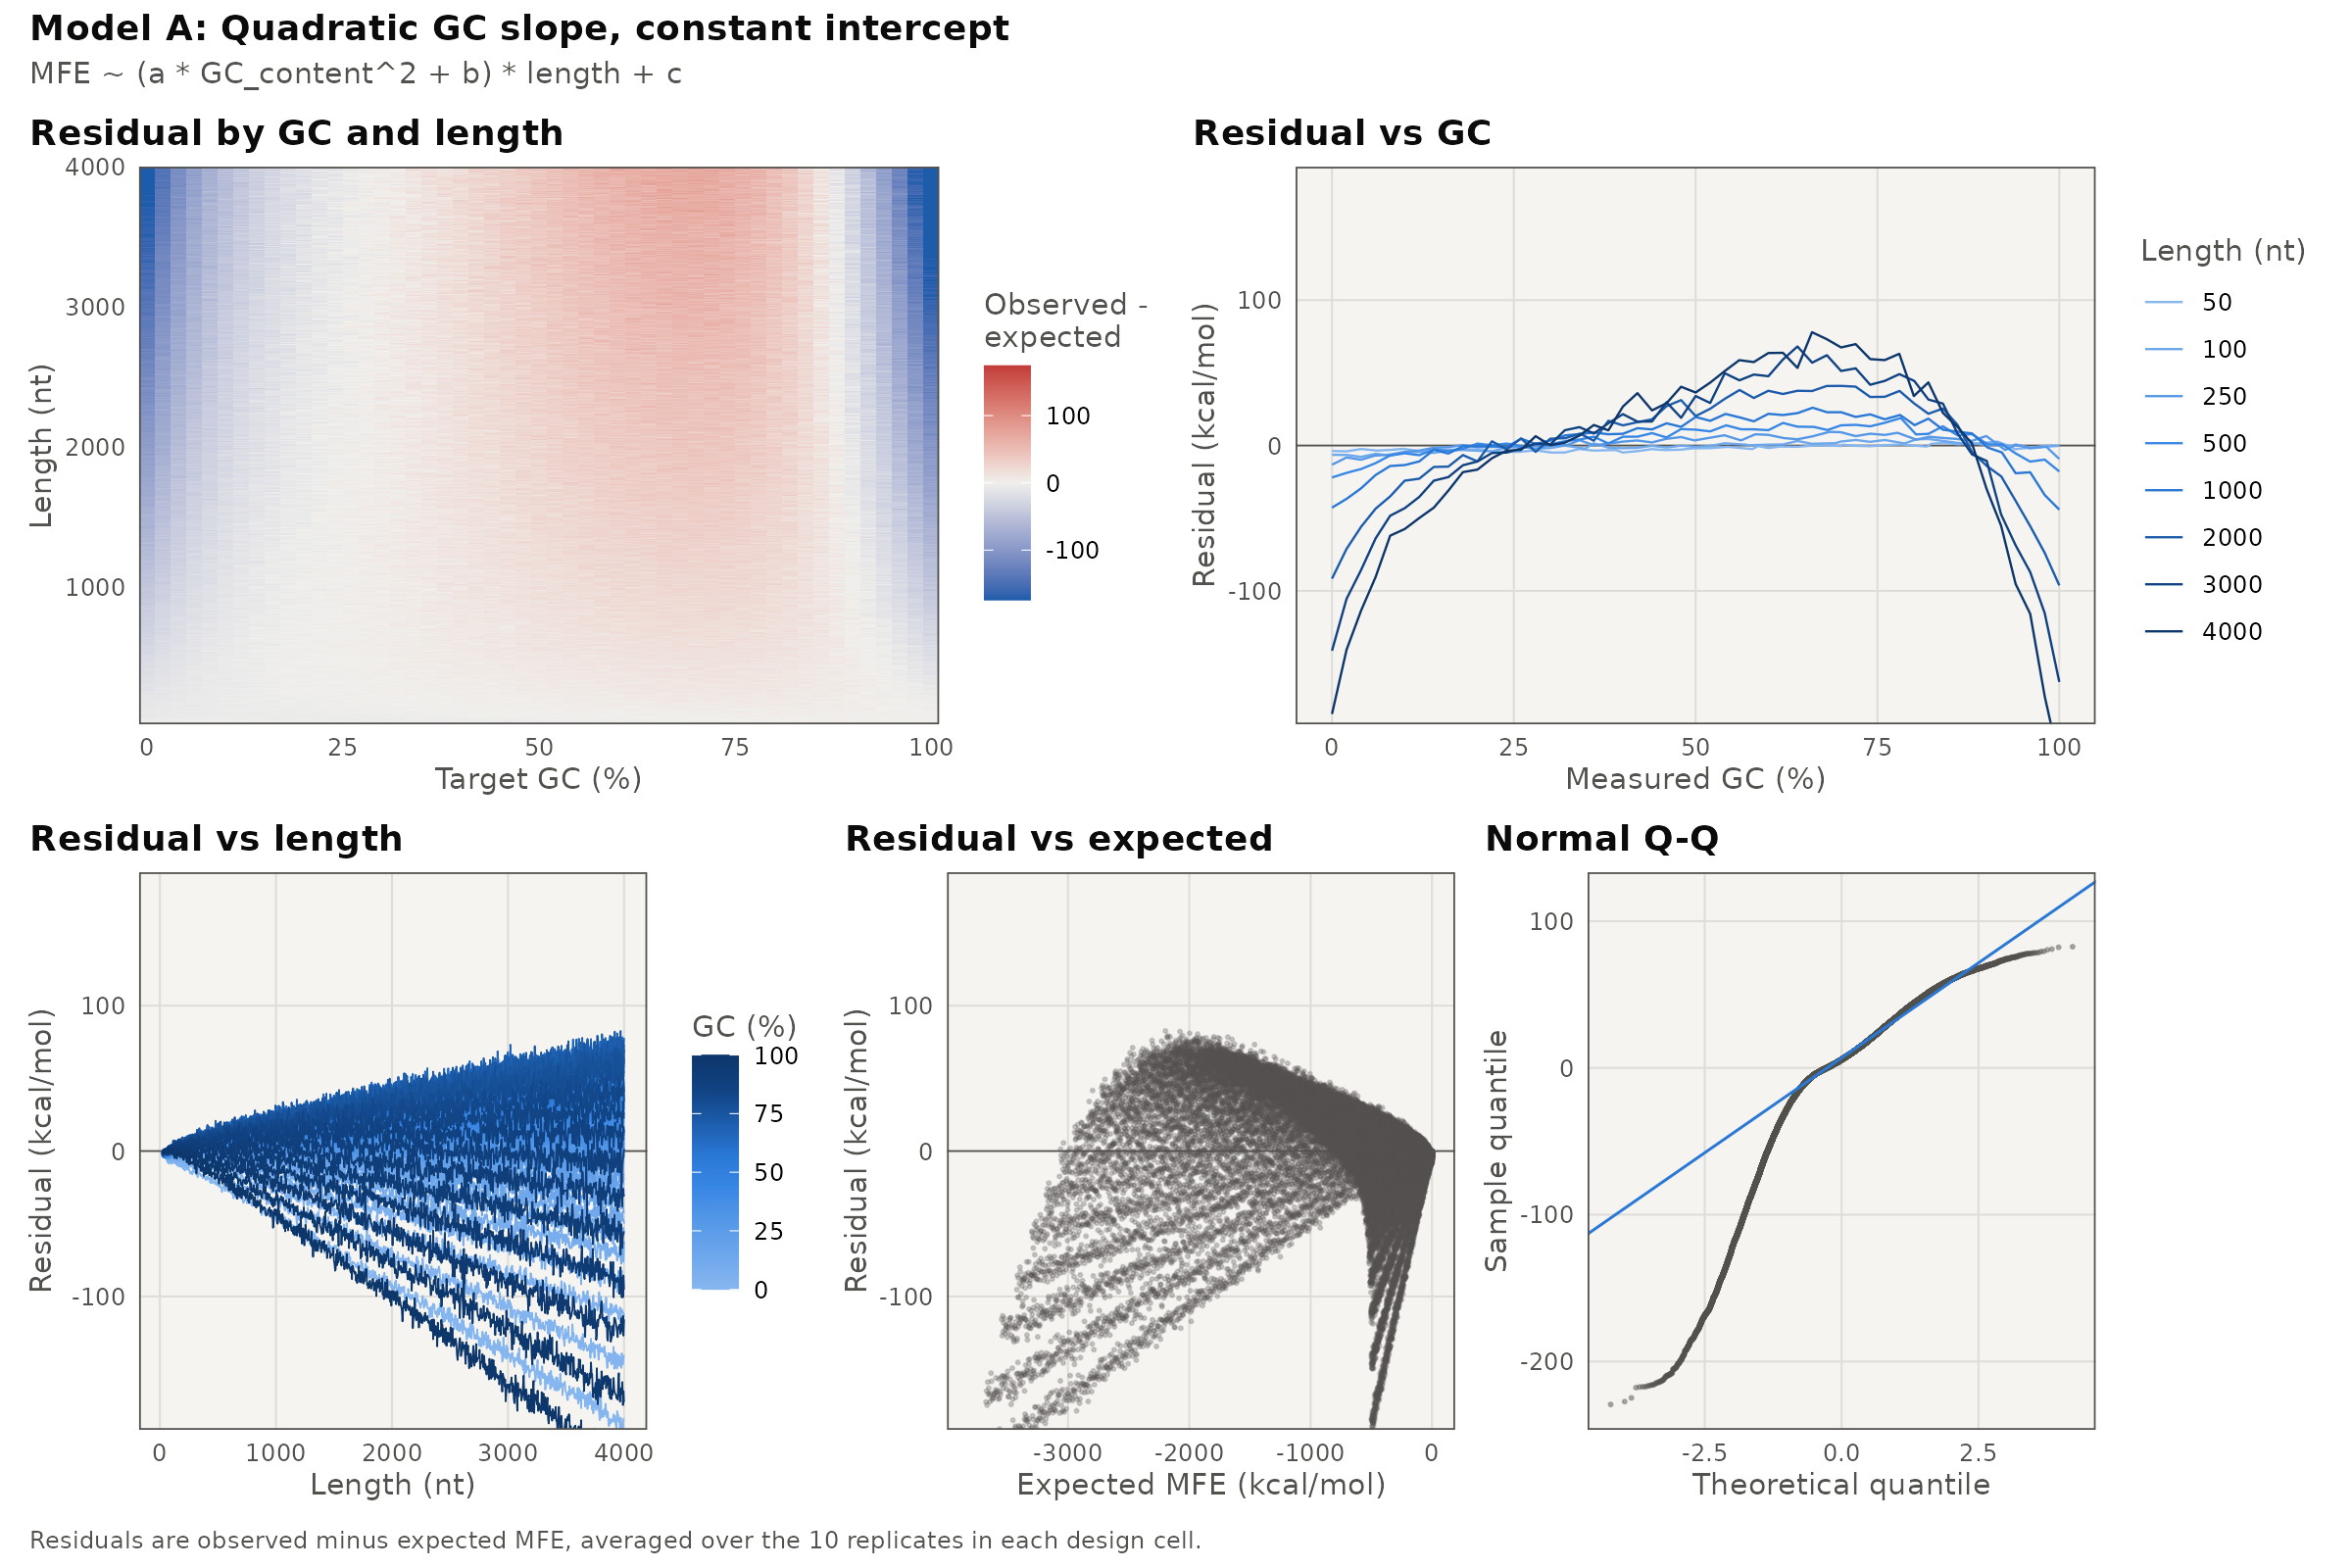 Model A: Quadratic GC slope, constant intercept
MFE ~ (a * GC_content^2 + b) * length + c
Residual by GC and length
4000
3000
2000
1000
Length (nt)
0
25
50
75
100
Target GC (%)
Observed -
expected
100
0
-100
Residual vs GC
100
0
-100
Residual (kcal/mol)
0
25
50
75
100
Measured GC (%)
Length (nt)
50
100
250
500
1000
2000
3000
4000
Residual vs length
100
0
-100
Residual (kcal/mol)
0
1000
2000
3000
4000
Length (nt)
GC (%)
100
75
50
25
0
Residual vs expected
100
0
-100
Residual (kcal/mol)
-3000
-2000
-1000
0
Expected MFE (kcal/mol)
Normal Q-Q
100
0
-100
-200
Sample quantile
-2.5
0.0
2.5
Theoretical quantile
Residuals are observed minus expected MFE, averaged over the 10 replicates in each design cell.